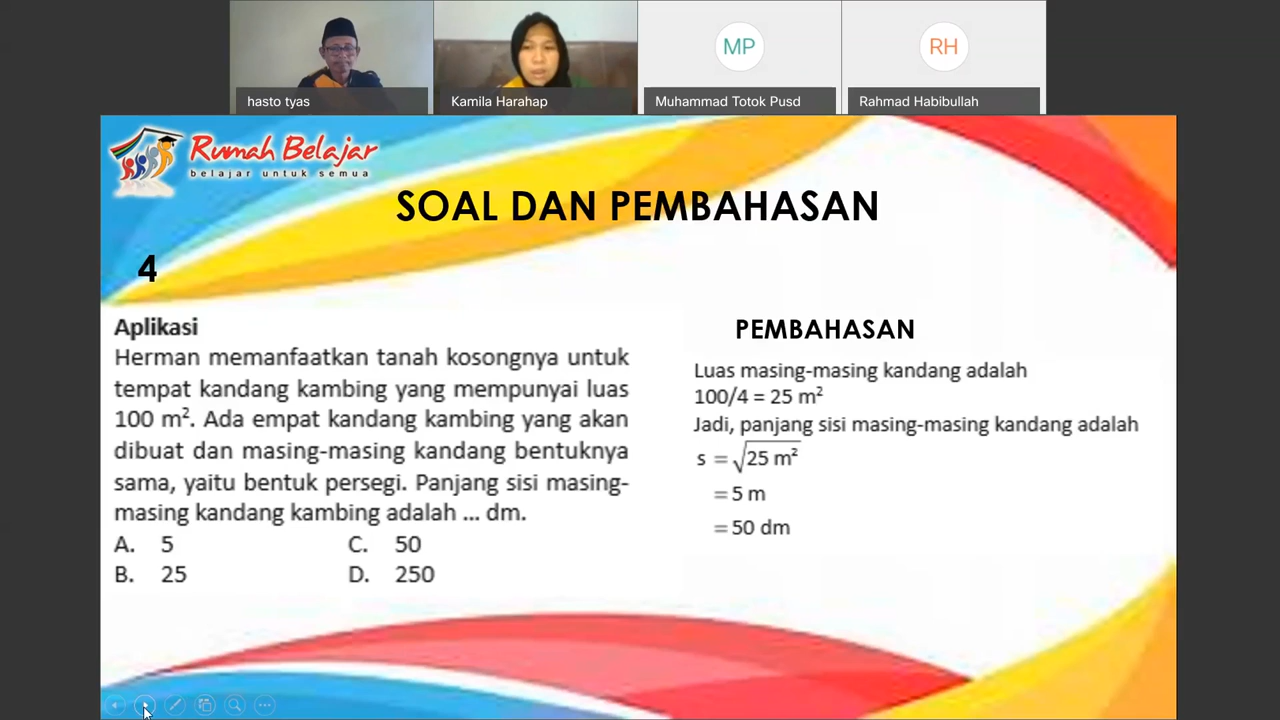 hasto tyas
Kamila Harahap
MP
Muhammad Totok Pusd
RH
Rahmad Habibullah
Rumah Belajar
belajar untuk semua
SOAL DAN PEMBAHASAN
4
Aplikasi
Herman memanfaatkan tanah kosongnya untuk
tempat kandang kambing yang mempunyai luas
100 m². Ada empat kandang kambing yang akan
dibuat dan masing-masing kandang bentuknya
sama, yaitu bentuk persegi. Panjang sisi masing-
masing kandang kambing adalah ... dm.
A. 5 C. 50
B. 25 D. 250
PEMBAHASAN
Luas masing-masing kandang adalah
100/4 = 25 m²
Jadi, panjang sisi masing-masing kandang adalah
s = √25 m²
= 5 m
= 50 dm